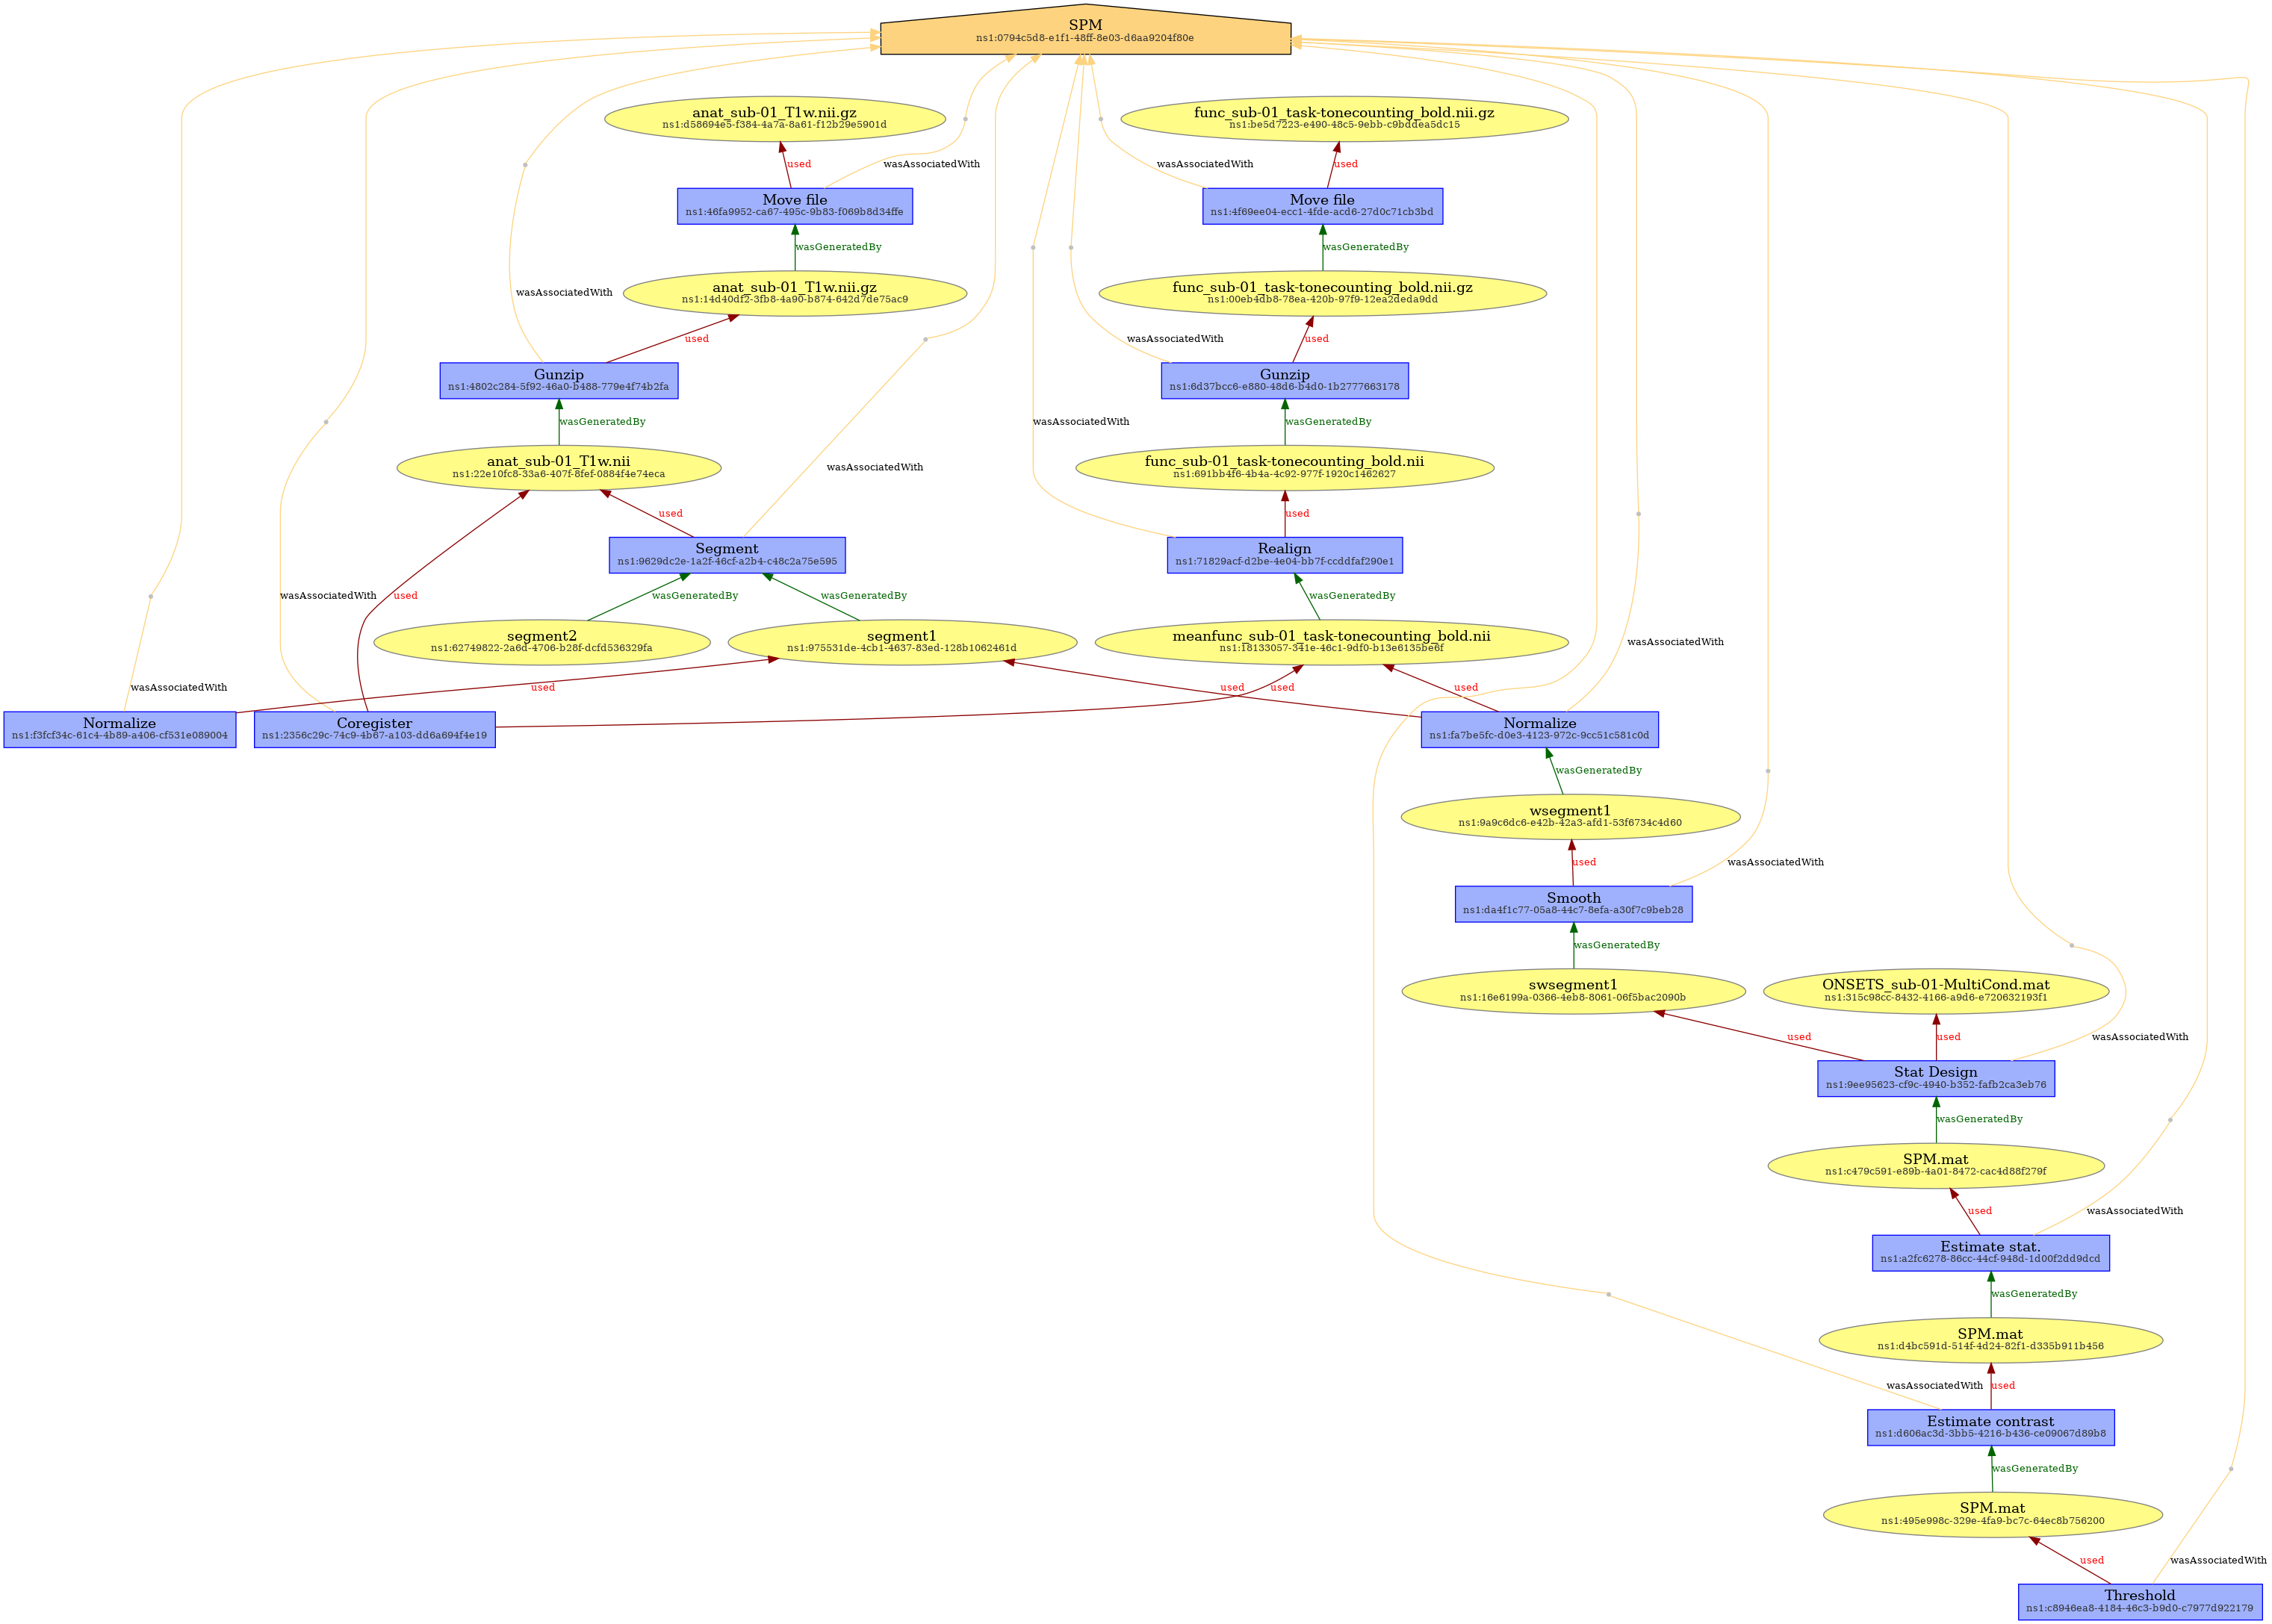 SPM
ns1:0794c5d8-e1f1-48ff-8e03-d6aa9204f80e
anat_sub-01_T1w.nii.gz
ns1:d58694e5-f384-4a7a-8a61-f12b29e5901d
func_sub-01_task-tonecounting_bold.nii.gz
ns1:be5d7223-e490-48c5-9ebb-c9bddea5dc15
used
wasAssociatedWith
wasAssociatedWith
used
Move file
ns1:46fa9952-ca67-495c-9b83-f069b8d34ffe
Move file
ns1:4f69ee04-ecc1-4fde-acd6-27d0c71cb3bd
wasGeneratedBy
wasGeneratedBy
anat_sub-01_T1w.nii.gz
ns1:14d40df2-3fb8-4a90-b874-642d7de75ac9
func_sub-01_task-tonecounting_bold.nii.gz
ns1:00eb4db8-78ea-420b-97f9-12ea2deda9dd
wasAssociatedWith
used
wasAssociatedWith
used
Gunzip
ns1:4802c284-5f92-46a0-b488-779e4f74b2fa
Gunzip
ns1:6d37bcc6-e880-48d6-b4d0-1b2777663178
wasGeneratedBy
wasAssociatedWith
wasGeneratedBy
anat_sub-01_T1w.nii
ns1:22e10fc8-33a6-407f-8fef-0884f4e74eca
wasAssociatedWith
func_sub-01_task-tonecounting_bold.nii
ns1:691bb4f6-4b4a-4c92-977f-1920c1462627
used
used
Segment
ns1:9629dc2e-1a2f-46cf-a2b4-c48c2a75e595
Realign
ns1:71829acf-d2be-4e04-bb7f-ccddfaf290e1
wasAssociatedWith
used
wasGeneratedBy
wasGeneratedBy
wasGeneratedBy
segment2
ns1:62749822-2a6d-4706-b28f-dcfd536329fa
segment1
ns1:975531de-4cb1-4637-83ed-128b1062461d
meanfunc_sub-01_task-tonecounting_bold.nii
ns1:18133057-341e-46c1-9df0-b13e6135be6f
wasAssociatedWith
wasAssociatedWith
used
used
used
used
Normalize
ns1:f3fcf34c-61c4-4b89-a406-cf531e089004
Coregister
ns1:2356c29c-74c9-4b67-a103-dd6a694f4e19
Normalize
ns1:fa7be5fc-d0e3-4123-972c-9cc51c581c0d
wasGeneratedBy
wsegment1
ns1:9a9c6dc6-e42b-42a3-afd1-53f6734c4d60
used
wasAssociatedWith
Smooth
ns1:da4f1c77-05a8-44c7-8efa-a30f7c9beb28
wasGeneratedBy
swsegment1
ns1:16e6199a-0366-4eb8-8061-06f5bac2090b
ONSETS_sub-01-MultiCond.mat
ns1:315c98cc-8432-4166-a9d6-e720632193f1
used
used
wasAssociatedWith
Stat Design
ns1:9ee95623-cf9c-4940-b352-fafb2ca3eb76
wasGeneratedBy
SPM.mat
ns1:c479c591-e89b-4a01-8472-cac4d88f279f
used
wasAssociatedWith
Estimate stat.
ns1:a2fc6278-86cc-44cf-948d-1d00f2dd9dcd
wasGeneratedBy
SPM.mat
ns1:d4bc591d-514f-4d24-82f1-d335b911b456
wasAssociatedWith
used
Estimate contrast
ns1:d606ac3d-3bb5-4216-b436-ce09067d89b8
wasGeneratedBy
SPM.mat
ns1:495e998c-329e-4fa9-bc7c-64ec8b756200
used
wasAssociatedWith
Threshold
ns1:c8946ea8-4184-46c3-b9d0-c7977d922179